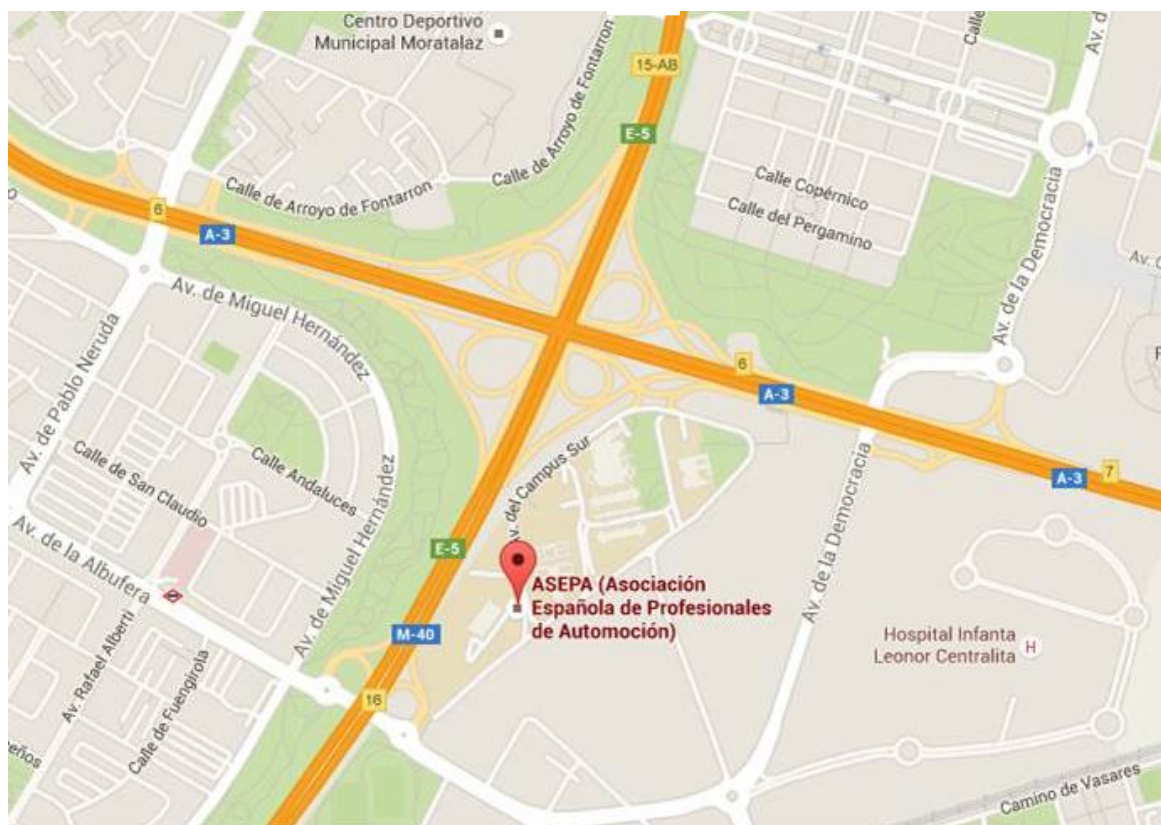 Centro Deportivo
Municipal Moratalaz
15-AB
E-5
Calle de Arroyo de Fontarron
Calle de Arroyo de Fontarron
6
A-3
Calle Copérnico
Calle del Pergamino
Av. de la Democracia
Av. de Miguel Hernández
Av. de Pablo Neruda
6
A-3
7
A-3
Calle de San Claudio
Calle Andaluces
Av. de Miguel Hernández
Av. del Campus Sur
Av. de la Democracia
Av. de la Albufera
E-5
ASEPA (Asociación
Española de Profesionales
de Automoción)
M-40
Hospital Infanta
Leonor Centralita
H
16
Av. Rafael Alberti
Calle de Fuengirola
Camino de Vasares